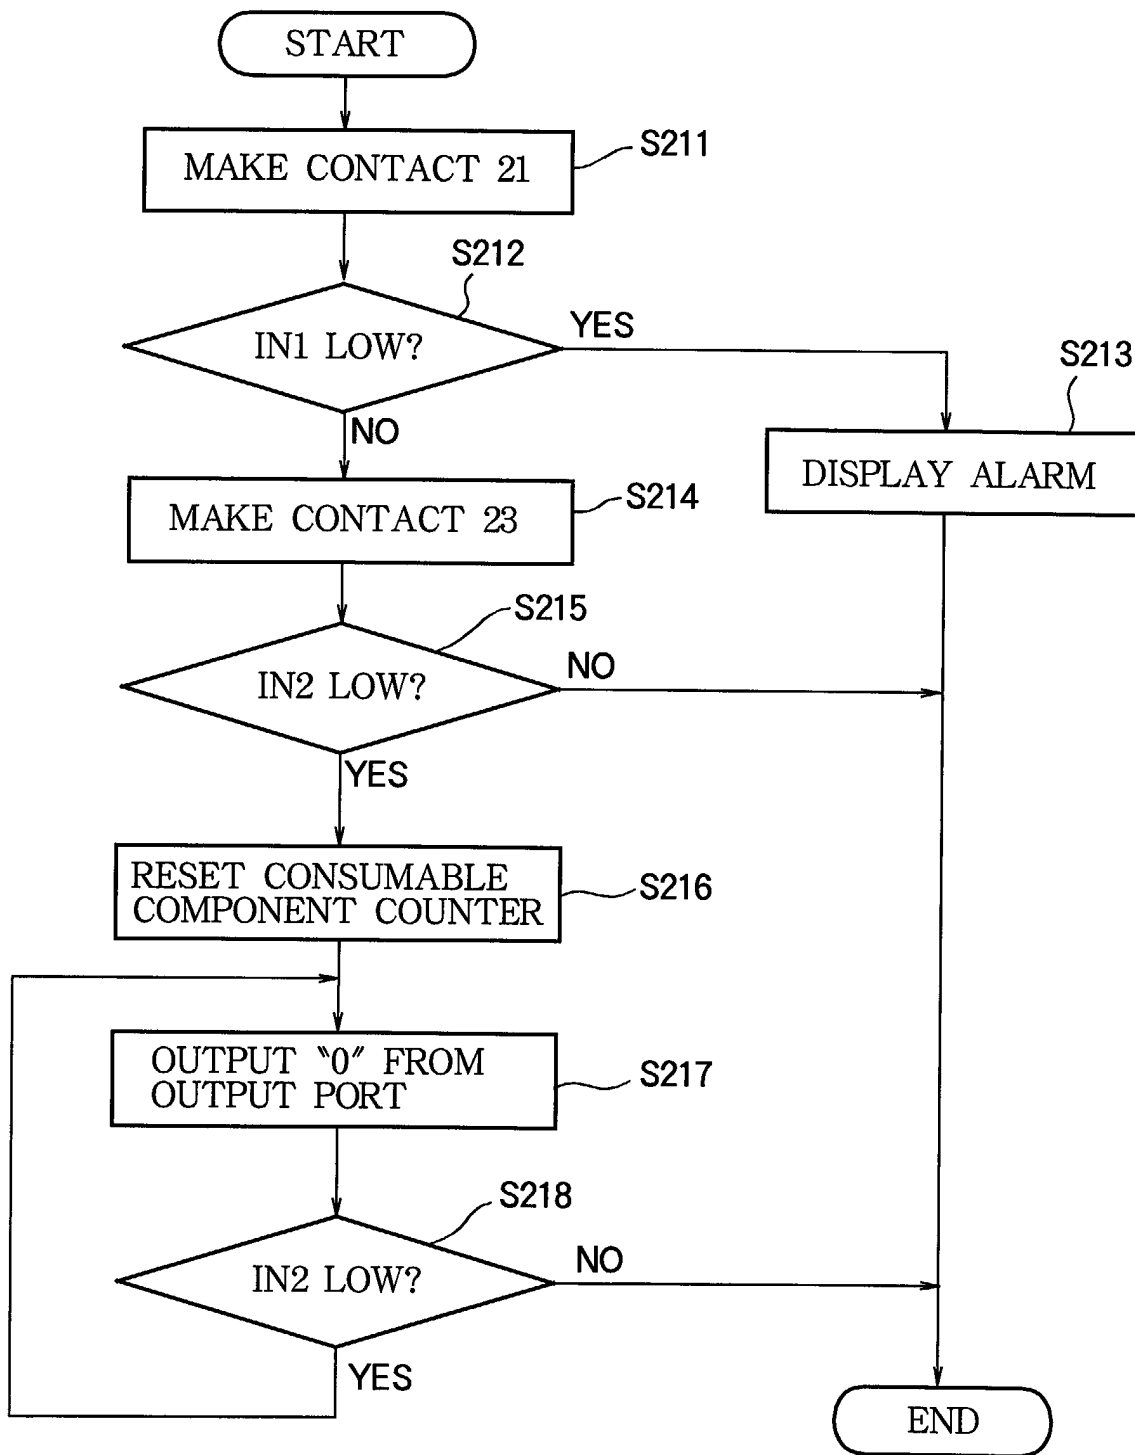 START
MAKE CONTACT 21
S211
S212
IN1 LOW?
YES
NO
S213
DISPLAY ALARM
MAKE CONTACT 23
S214
S215
IN2 LOW?
NO
YES
RESET CONSUMABLE
COMPONENT COUNTER
S216
OUTPUT "0" FROM
OUTPUT PORT
S217
S218
IN2 LOW?
NO
YES
END